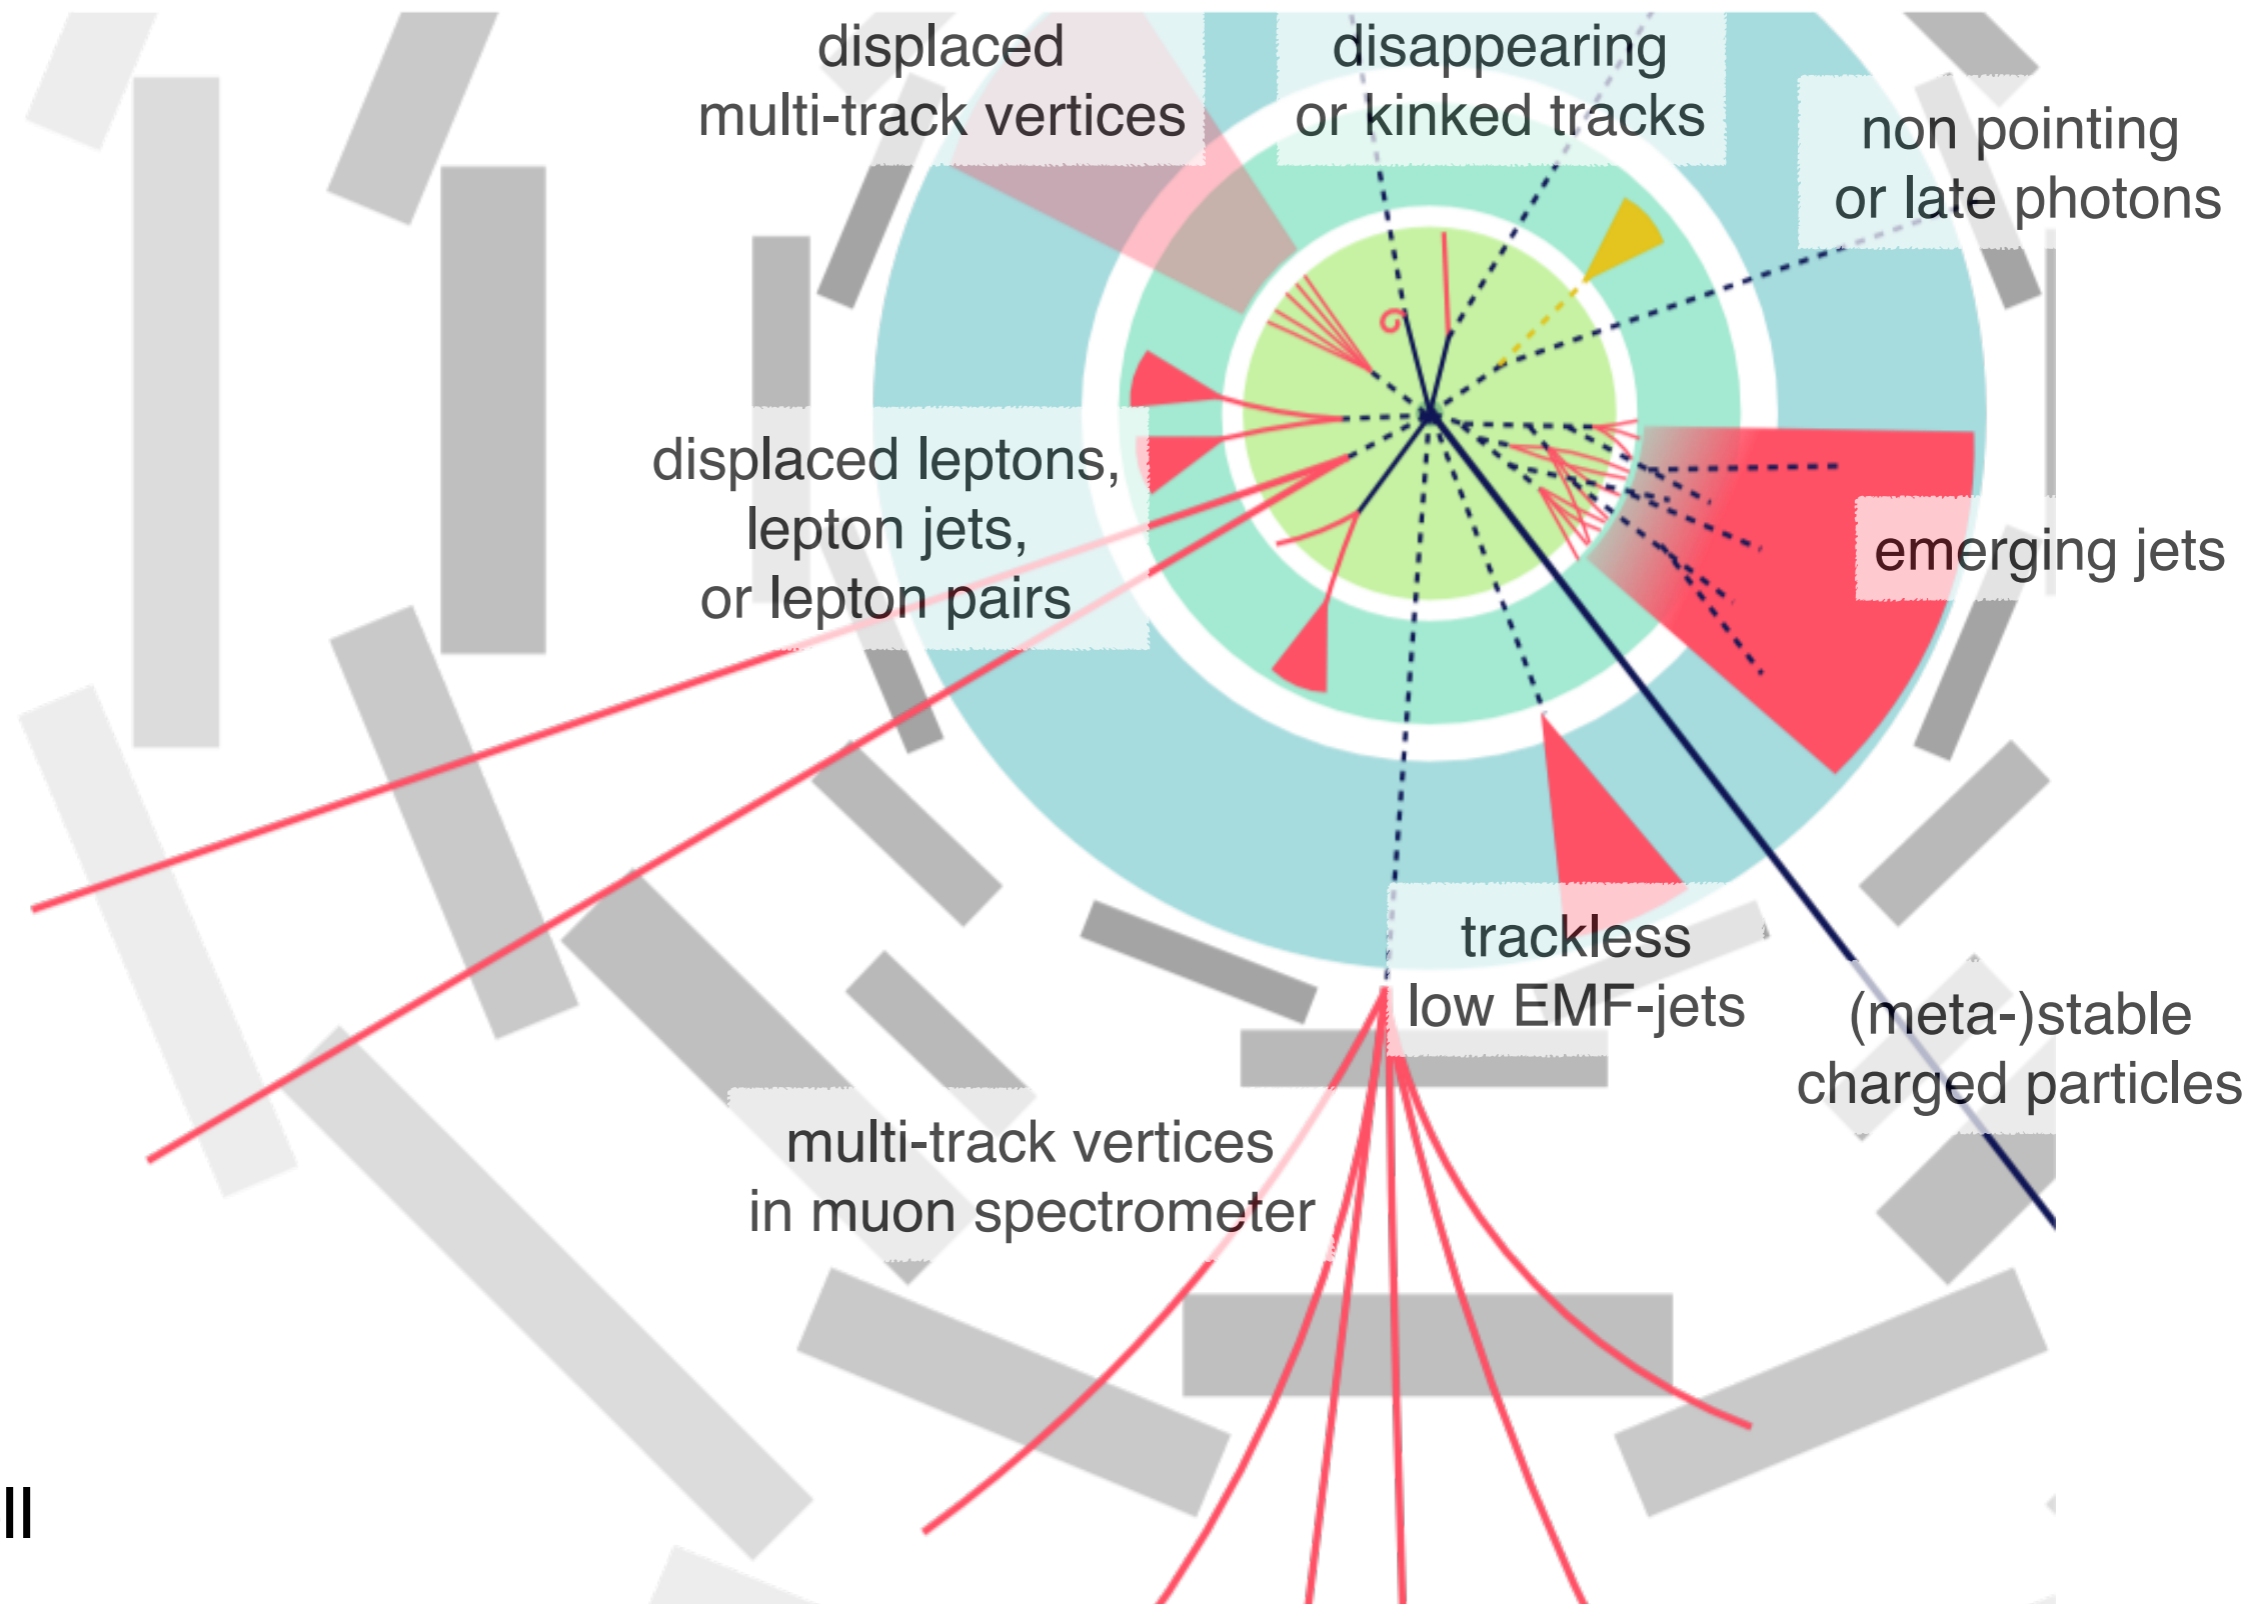 displaced
multi-track vertices
disappearing
or kinked tracks
non pointing
or late photons
displaced leptons,
lepton jets,
or lepton pairs
emerging jets
trackless
low EMF-jets
(meta-)stable
charged particles
multi-track vertices
in muon spectrometer
ll